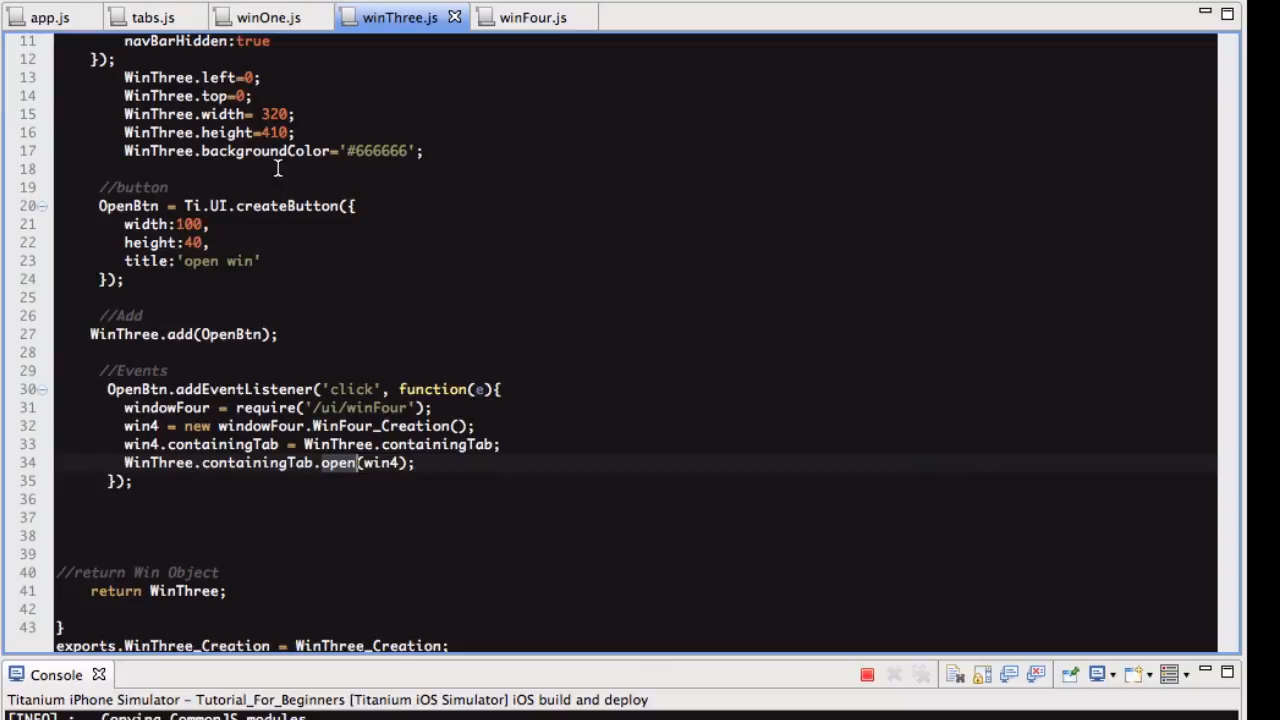 app.js tabs.js winOne.js winThree.js winFour.js
11 navBarHidden:true
12 });
13 WinThree.left=0;
14 WinThree.top=0;
15 WinThree.width= 320;
16 WinThree.height=410;
17 WinThree.backgroundColor='#666666';
18
19 //button
20 OpenBtn = Ti.UI.createButton({
21 width:100,
22 height:40,
23 title:'open win'
24 });
25
26 //Add
27 WinThree.add(OpenBtn);
28
29 //Events
30 OpenBtn.addEventListener('click', function(e){
31 windowFour = require('/ui/winFour');
32 win4 = new windowFour.WinFour_Creation();
33 win4.containingTab = WinThree.containingTab;
34 WinThree.containingTab.open(win4);
35 });
36
37
38
39
40 //return Win Object
41 return WinThree;
42
43 }
exports.WinThree_Creation = WinThree_Creation;
Console
Titanium iPhone Simulator - Tutorial_For_Beginners [Titanium iOS Simulator] iOS build and deploy
[INFO] : Copying CommonJS modules